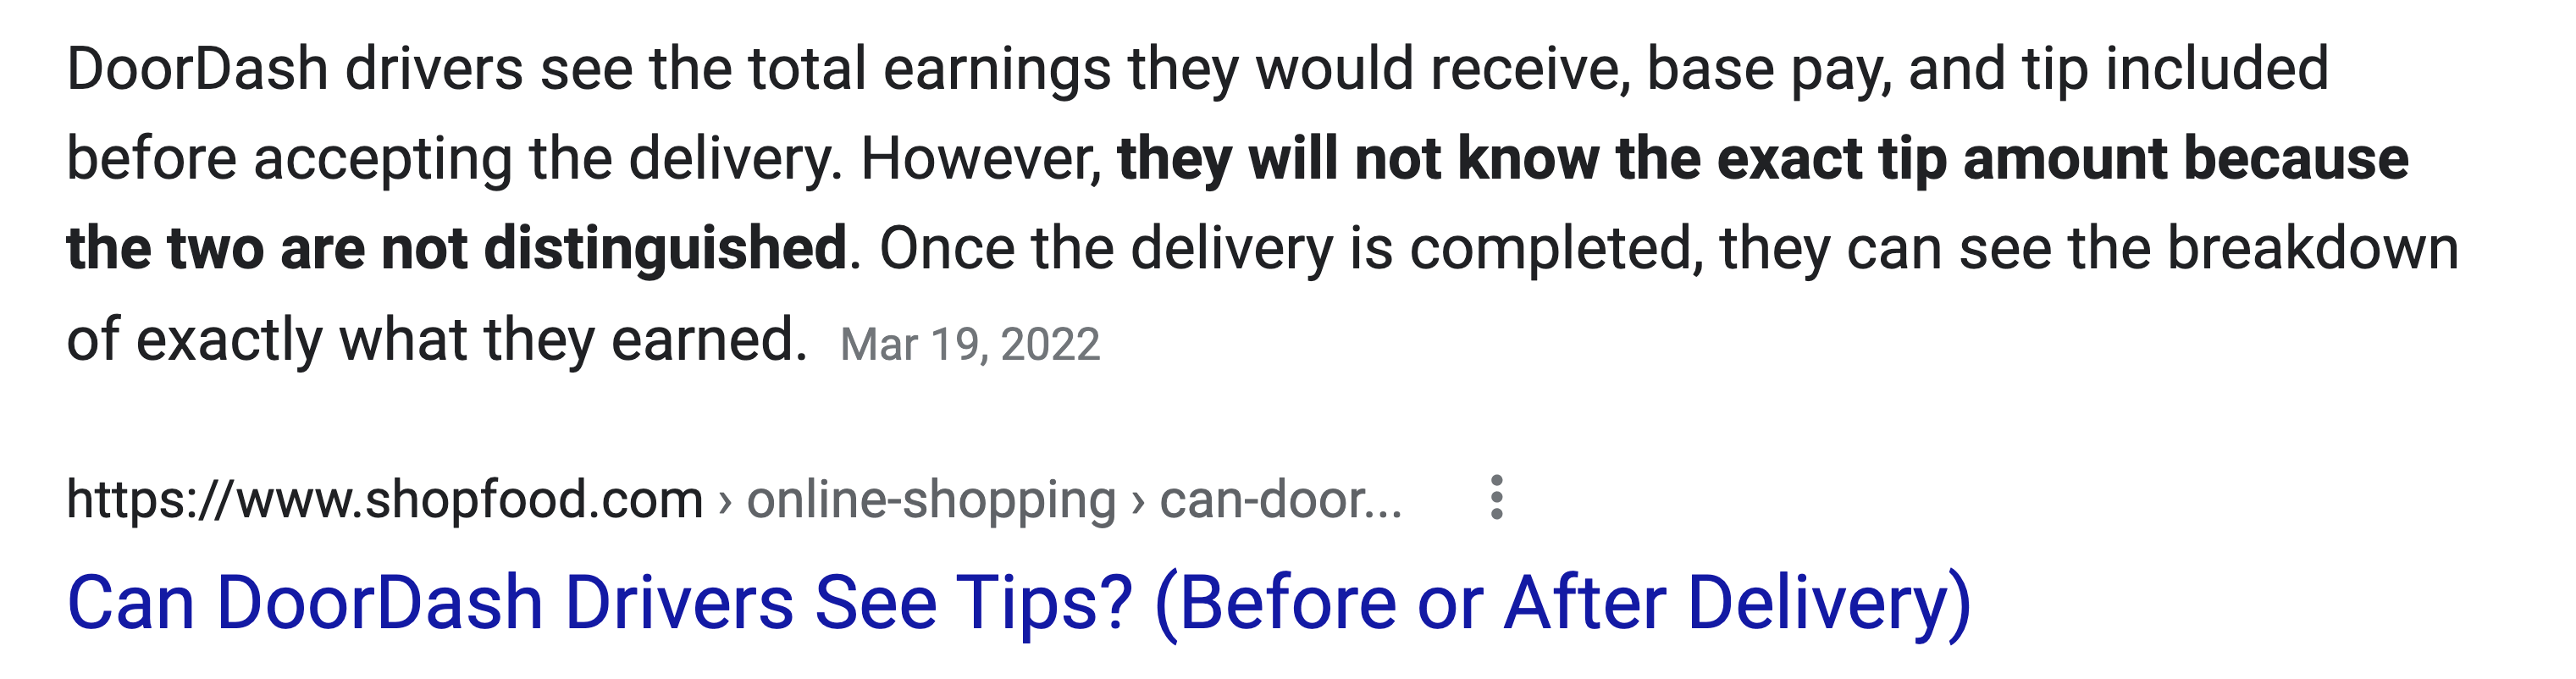 DoorDash drivers see the total earnings they would receive, base pay, and tip included
before accepting the delivery. However, they will not know the exact tip amount because
the two are not distinguished. Once the delivery is completed, they can see the breakdown
of exactly what they earned. Mar 19, 2022
https://www.shopfood.com › online-shopping › can-door...
Can DoorDash Drivers See Tips? (Before or After Delivery)